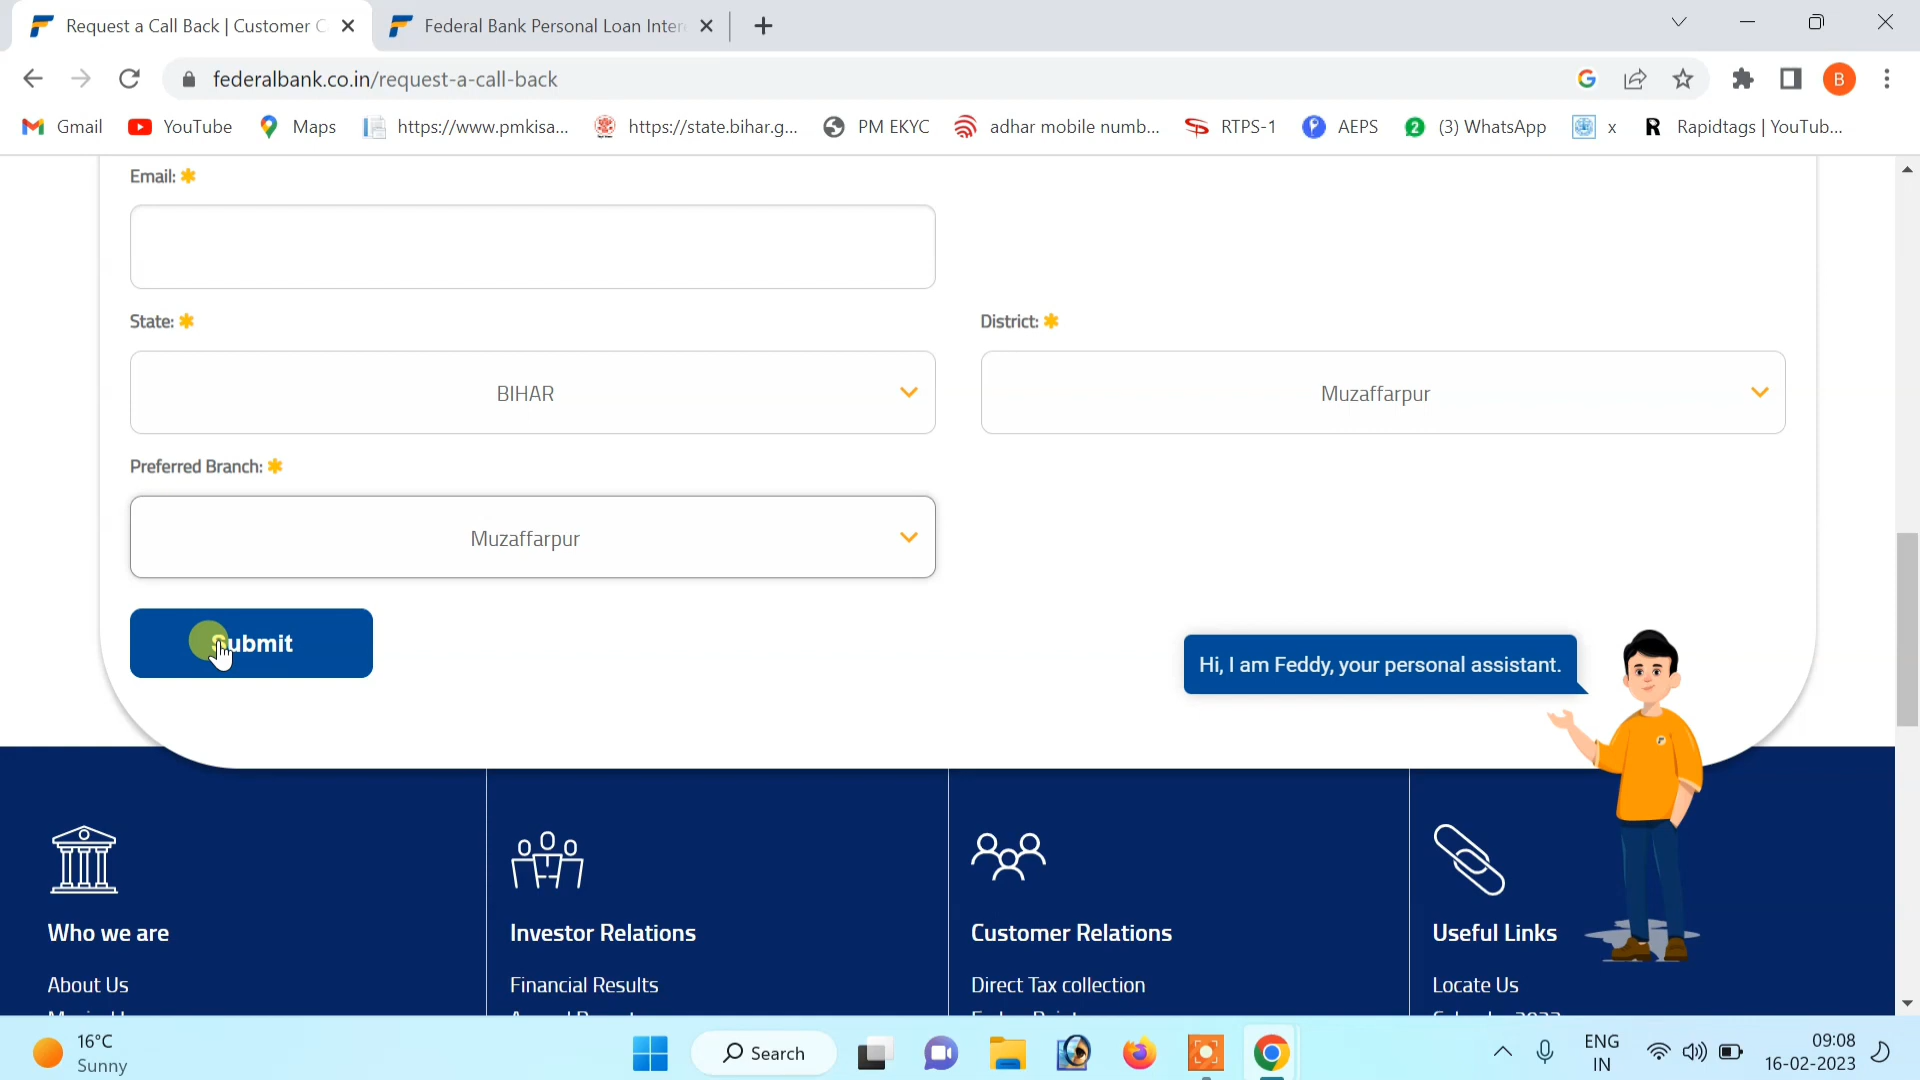 Request a Call Back | Customer C
Federal Bank Personal Loan Inter
federalbank.co.in/request-a-call-back
B
Gmail
YouTube
Maps
https://www.pmkisa...
https://state.bihar.g...
PM EKYC
adhar mobile numb...
RTPS-1
AEPS
2
(3) WhatsApp
x
R
Rapidtags | YouTub...
Email: *
State: *
District: *
BIHAR
Muzaffarpur
Preferred Branch: *
Muzaffarpur
Submit
Hi, I am Feddy, your personal assistant.
Who we are
Investor Relations
Customer Relations
Useful Links
About Us
Financial Results
Direct Tax collection
Locate Us
16°C
Sunny
Search
ENG
IN
09:08
16-02-2023